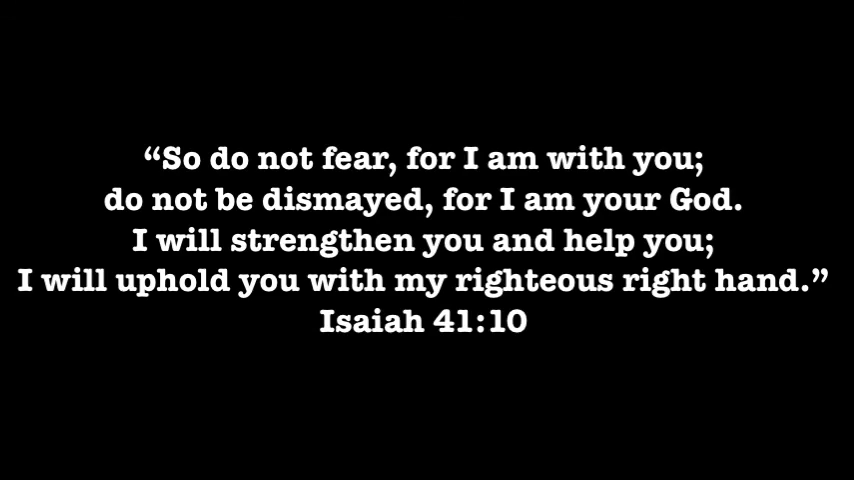 “So do not fear, for I am with you;
do not be dismayed, for I am your God.
I will strengthen you and help you;
I will uphold you with my righteous right hand.”
Isaiah 41:10